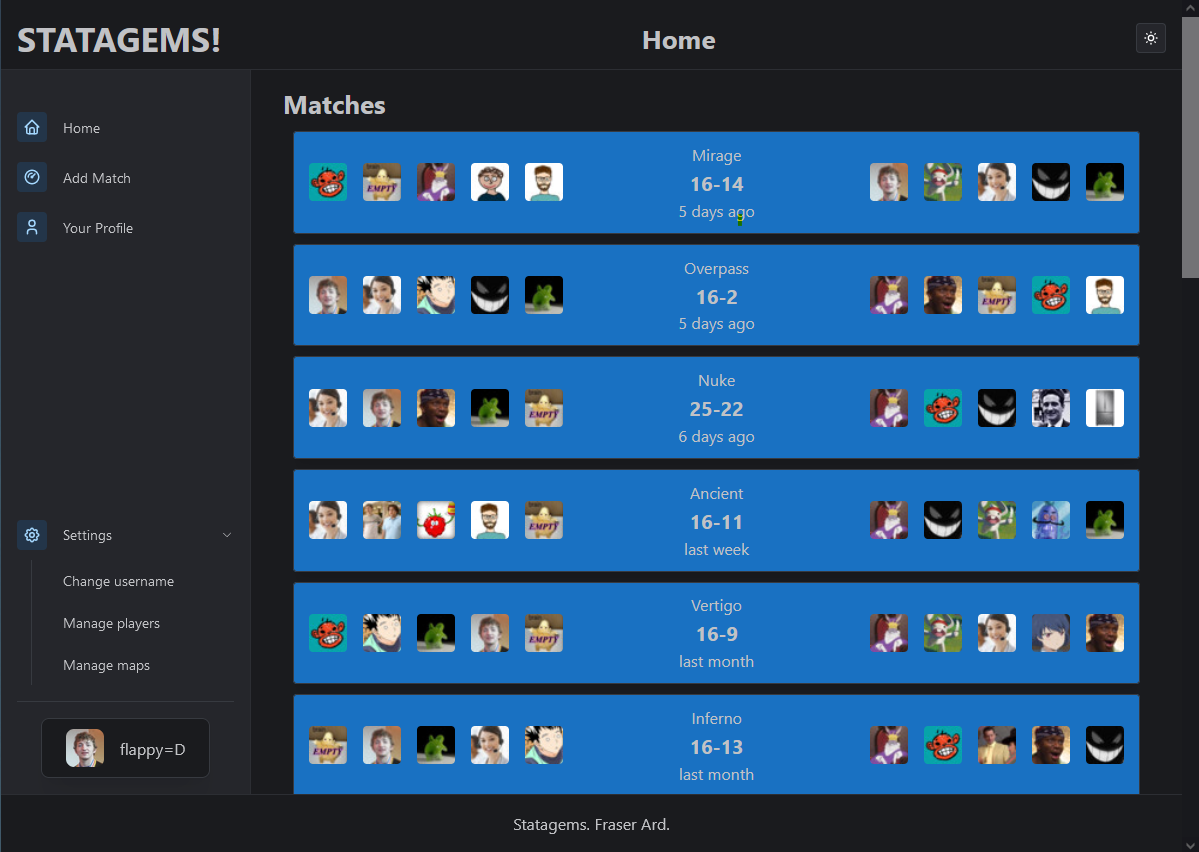 STATAGEMS!
Home
Home
Add Match
Your Profile
Settings
Change username
Manage players
Manage maps
flappy=D
Matches
Mirage
16-14
5 days ago
EMPTY
Overpass
16-2
5 days ago
EMPTY
Nuke
25-22
6 days ago
EMPTY
Ancient
16-11
last week
EMPTY
Vertigo
16-9
last month
EMPTY
Inferno
16-13
last month
EMPTY
Statagems. Fraser Ard.